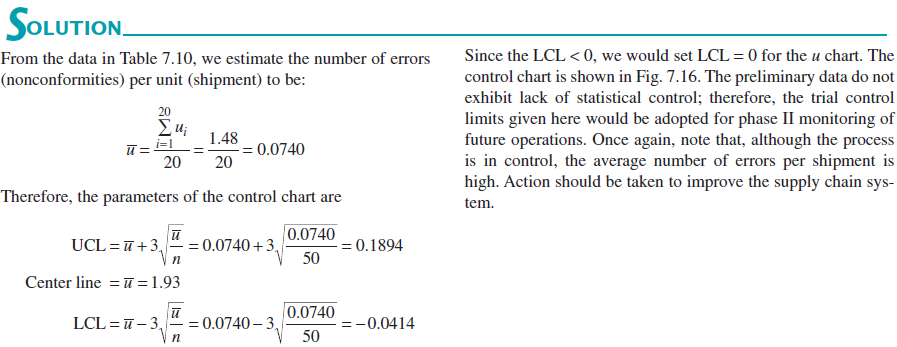 SOLUTION
From the data in Table 7.10, we estimate the number of errors
(nonconformities) per unit (shipment) to be:
20
Σ u_i
i=1
ū = ——— = 1.48/20 = 0.0740
20
Therefore, the parameters of the control chart are
UCL = ū + 3√(ū/n) = 0.0740 + 3√(0.0740/50) = 0.1894
Center line = ū = 1.93
LCL = ū – 3√(ū/n) = 0.0740 – 3√(0.0740/50) = –0.0414
Since the LCL < 0, we would set LCL = 0 for the u chart. The
control chart is shown in Fig. 7.16. The preliminary data do not
exhibit lack of statistical control; therefore, the trial control
limits given here would be adopted for phase II monitoring of
future operations. Once again, note that, although the process
is in control, the average number of errors per shipment is
high. Action should be taken to improve the supply chain sys-
tem.